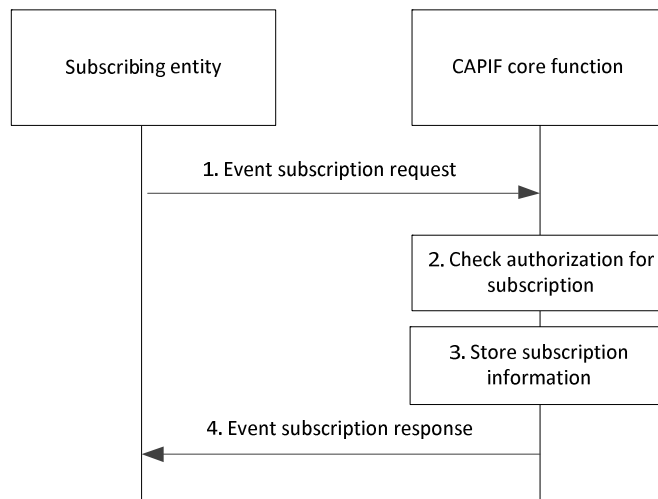 Subscribing entity
CAPIF core function
1. Event subscription request
2. Check authorization for
subscription
3. Store subscription
information
4. Event subscription response